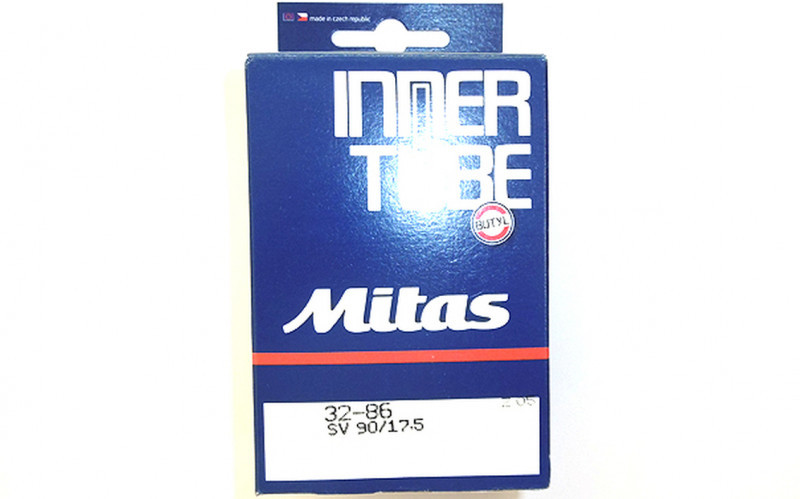 made in czech republic
INNER
TUBE
BUTYL
Mitas
32-86
SV 90/17.5